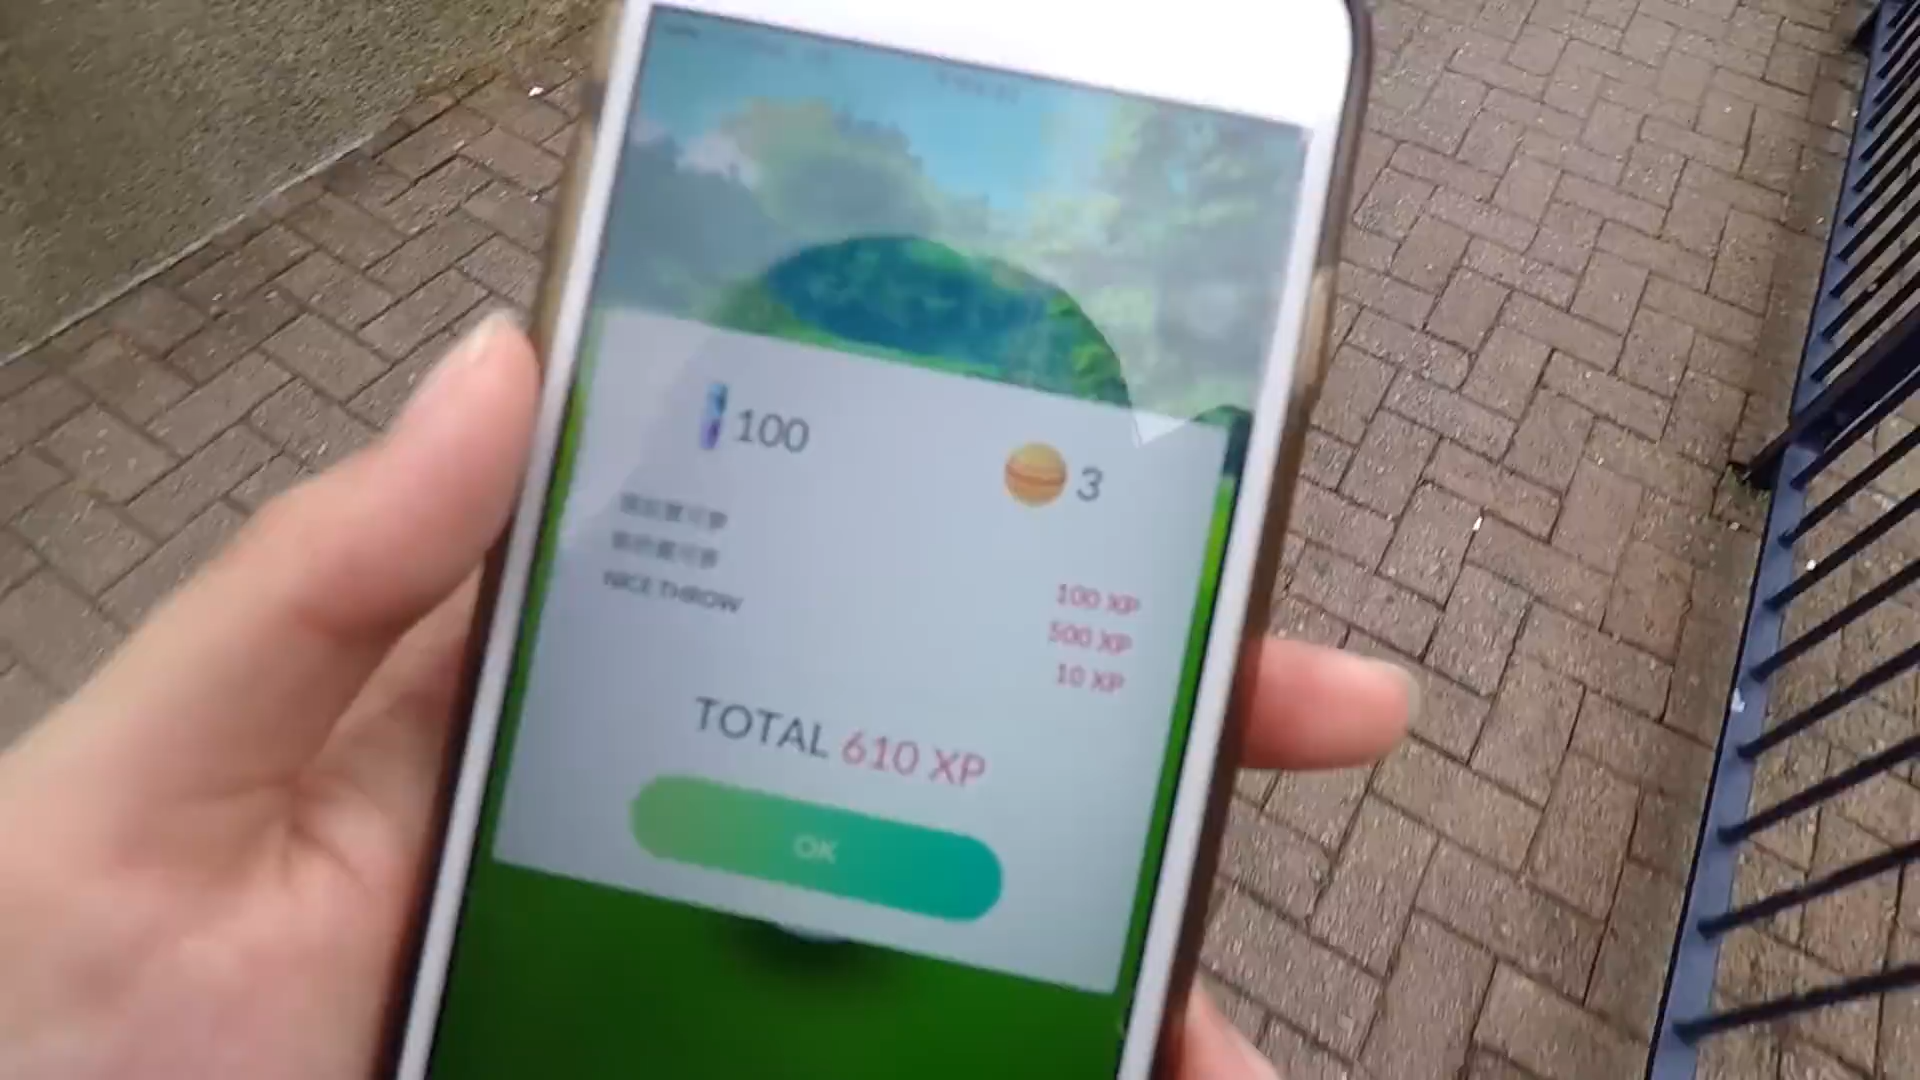 100
3
NICE THROW
100 XP
500 XP
10 XP
TOTAL 610 XP
OK